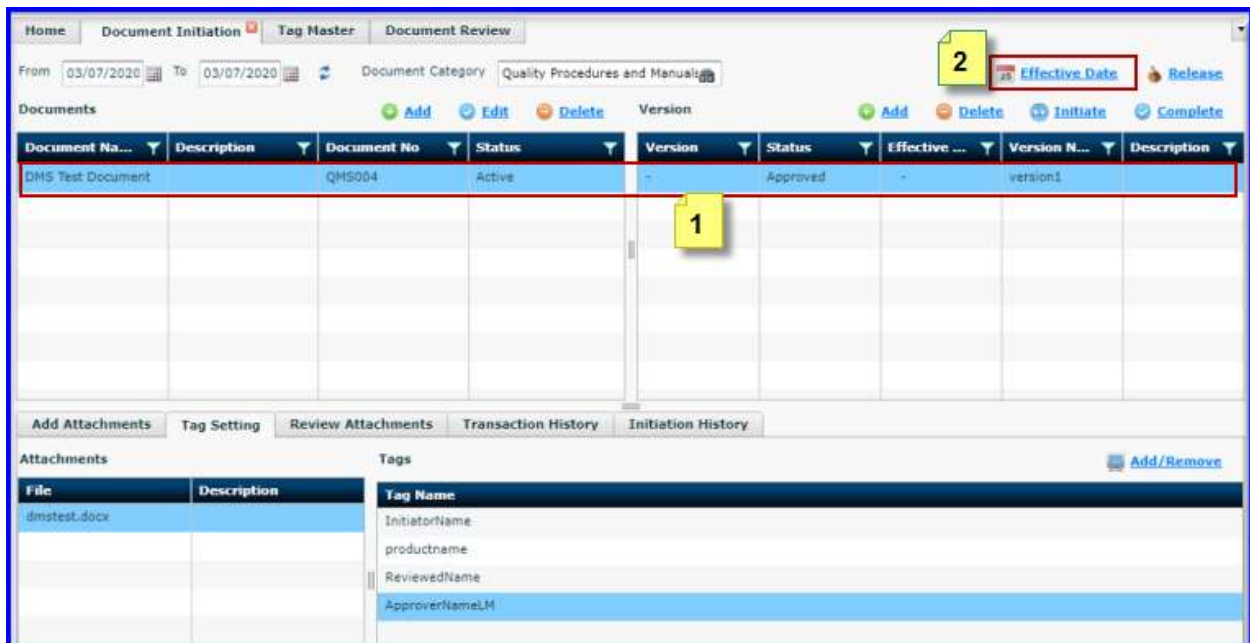 Home Document Initiation Tag Master Document Review
2
From 03/07/2020 To 03/07/2020 Document Category Quality Procedures and Manuals 25 Effective Date Release
Documents Add Edit Delete Version Add Delete Initiate Complete
Document Na... Description Document No Status Version Status Effective ... Version N... Description
DMS Test Document QMS004 Active - Approved - version1
1
Add Attachments Tag Setting Review Attachments Transaction History Initiation History
Attachments Tags Add/Remove
File Description Tag Name
dmstest.docx InitiatorName
productname
ReviewedName
ApproverNameLM